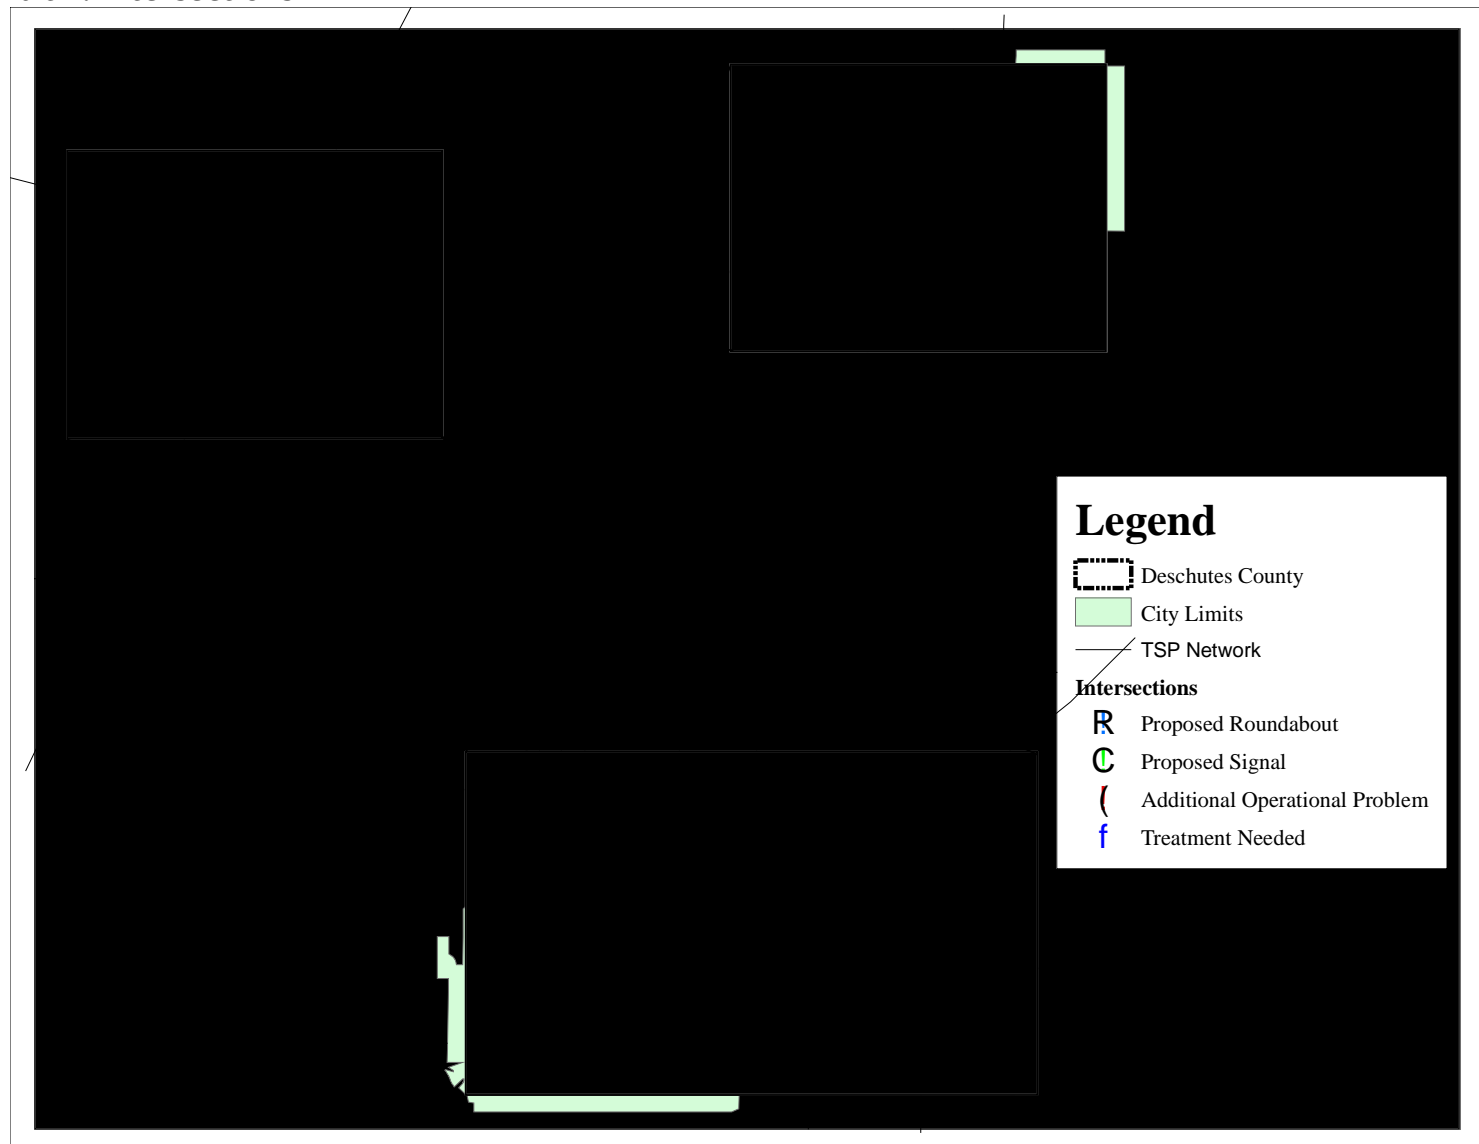 Legend
Deschutes County
City Limits
TSP Network
Intersections
R Proposed Roundabout
C Proposed Signal
( Additional Operational Problem
f Treatment Needed